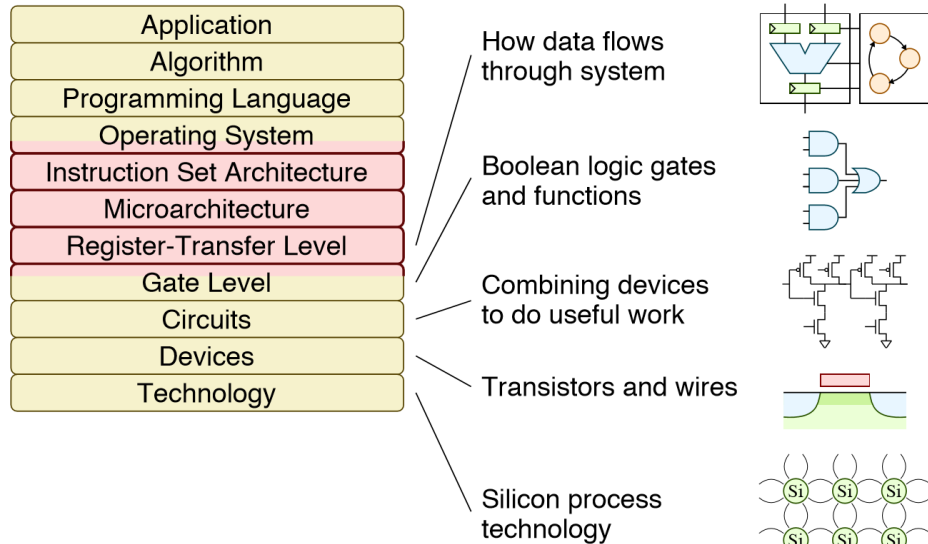 Application
Algorithm
Programming Language
Operating System
Instruction Set Architecture
Microarchitecture
Register-Transfer Level
Gate Level
Circuits
Devices
Technology
How data flows
through system
Boolean logic gates
and functions
Combining devices
to do useful work
Transistors and wires
Silicon process
technology
Si Si Si
Si Si Si